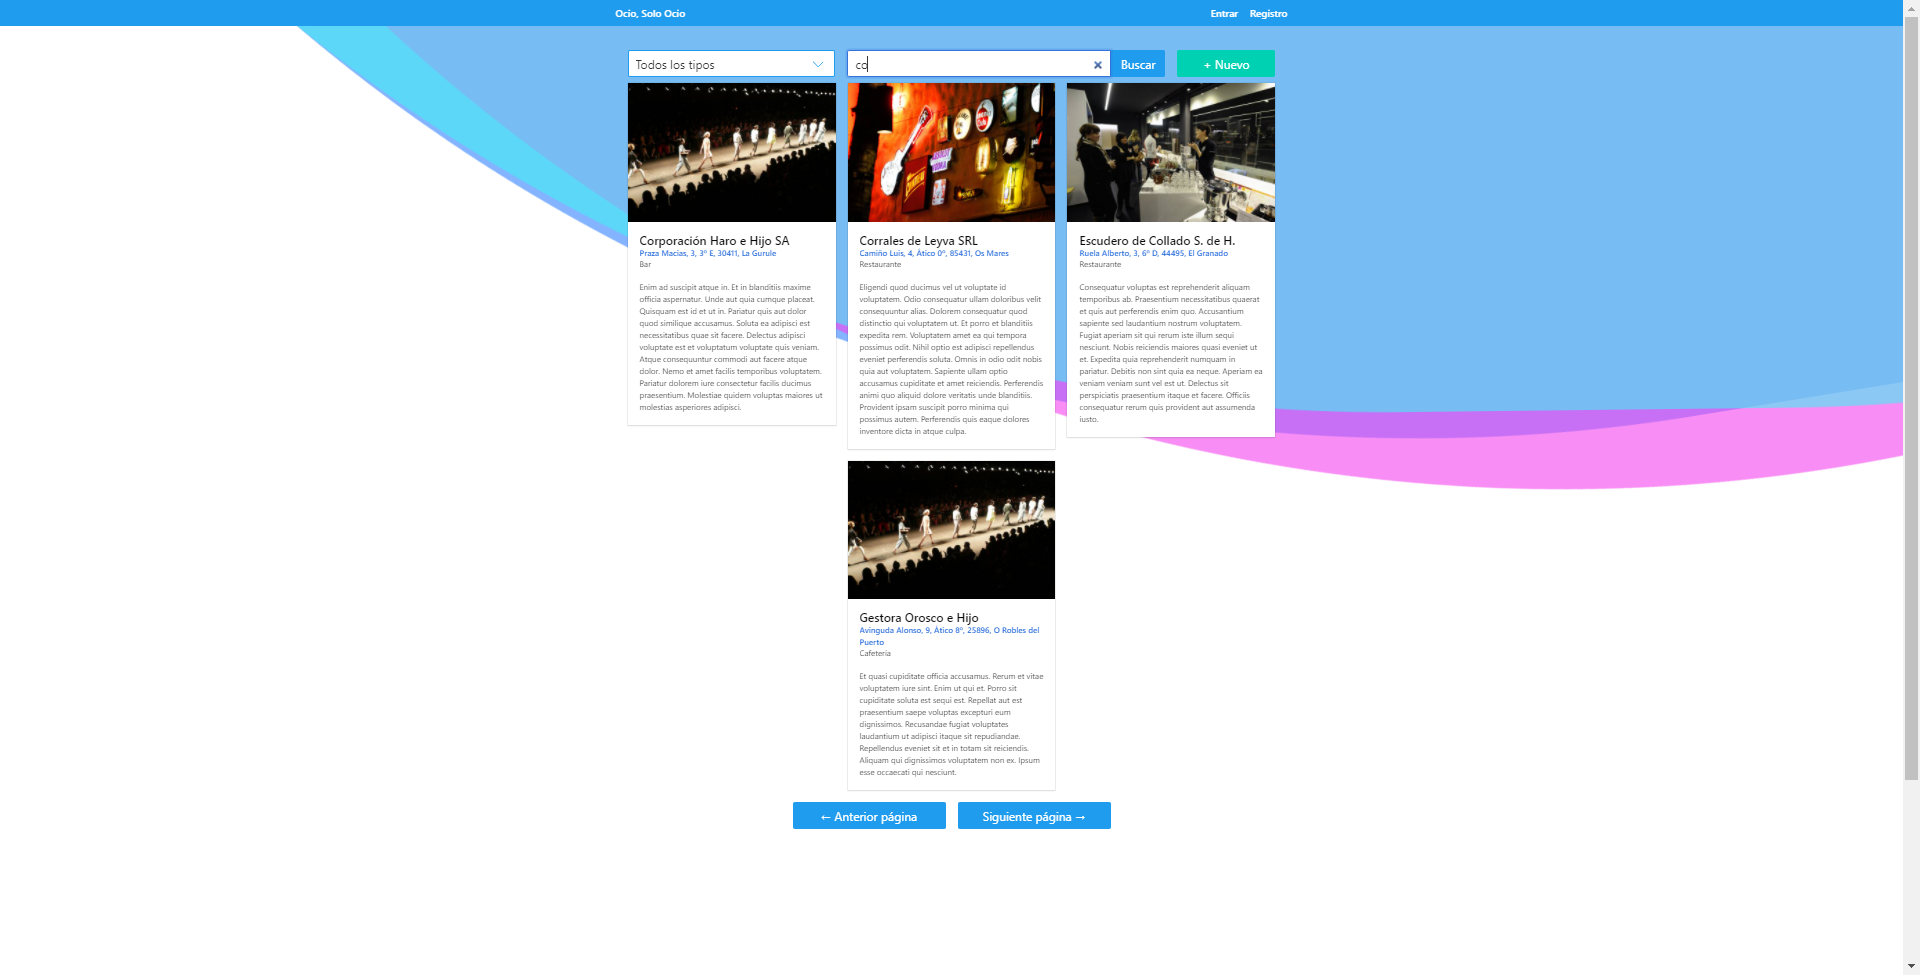 Ocio, Solo Ocio
Entrar Registro
Todos los tipos
co
Buscar
+ Nuevo
Corporación Haro e Hijo SA
Praza Macias, 3, 3º E, 30411, La Gurule
Bar
Enim ad suscipit atque in. Et in blanditiis maxime
officia aspernatur. Unde aut quia cumque placeat.
Quisquam est id et ut in. Pariatur quis aut dolor
quod similique accusamus. Soluta ea adipisci est
necessitatibus quae sit facere. Delectus adipisci
voluptate est et voluptatum voluptate quis veniam.
Atque consequuntur commodi aut facere atque
dolor. Nemo et amet facilis temporibus voluptatem.
Pariatur dolorem iure consectetur facilis ducimus
praesentium. Molestiae quidem voluptas maiores ut
molestias asperiores adipisci.
Corrales de Leyva SRL
Camiño Luis, 4, Ático 0º, 85431, Os Mares
Restaurante
Eligendi quod ducimus vel ut voluptate id
voluptatem. Odio consequatur ullam doloribus velit
consequuntur alias. Dolorem consequatur quod
distinctio qui voluptatem ut. Et porro et blanditiis
expedita rem. Voluptatem amet ea qui tempora
possimus odit. Nihil optio est adipisci repellendus
eveniet perferendis soluta. Omnis in odio odit nobis
quia aut voluptatem. Sapiente ullam optio
accusamus cupiditate et amet reiciendis. Perferendis
animi quo aliquid dolore veritatis unde blanditiis.
Provident ipsam suscipit porro minima qui
possimus autem. Perferendis quis eaque dolores
inventore dicta in atque culpa.
Escudero de Collado S. de H.
Ruela Alberto, 3, 6º D, 44495, El Granado
Restaurante
Consequatur voluptas est reprehenderit aliquam
temporibus ab. Praesentium necessitatibus quaerat
et quis aut perferendis enim quo. Accusantium
sapiente sed laudantium nostrum voluptatem.
Fugiat aperiam sit qui rerum iste illum sequi
nesciunt. Nobis reiciendis maiores quasi eveniet ut
et. Expedita quia reprehenderit numquam in
pariatur. Debitis non sint quia ea neque. Aperiam ea
veniam veniam sunt vel est ut. Delectus sit
perspiciatis praesentium itaque et facere. Officiis
consequatur rerum quis provident aut assumenda
iusto.
Gestora Orosco e Hijo
Avinguda Alonso, 9, Ático 8º, 25896, O Robles del
Puerto
Cafeteria
Et quasi cupiditate officia accusamus. Rerum et vitae
voluptatem iure sint. Enim ut qui et. Porro sit
cupiditate soluta est sequi est. Repellat aut est
praesentium saepe voluptas excepturi eum
dignissimos. Recusandae fugiat voluptates
laudantium ut adipisci itaque sit repudiandae.
Repellendus eveniet sit et in totam sit reiciendis.
Aliquam qui dignissimos voluptatem non ex. Ipsum
esse occaecati qui nesciunt.
← Anterior página
Siguiente página →